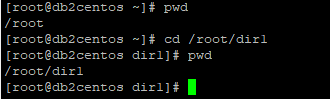 [root@db2centos ~]# pwd
/root
[root@db2centos ~]# cd /root/dir1
[root@db2centos dir1]# pwd
/root/dir1
[root@db2centos dir1]#